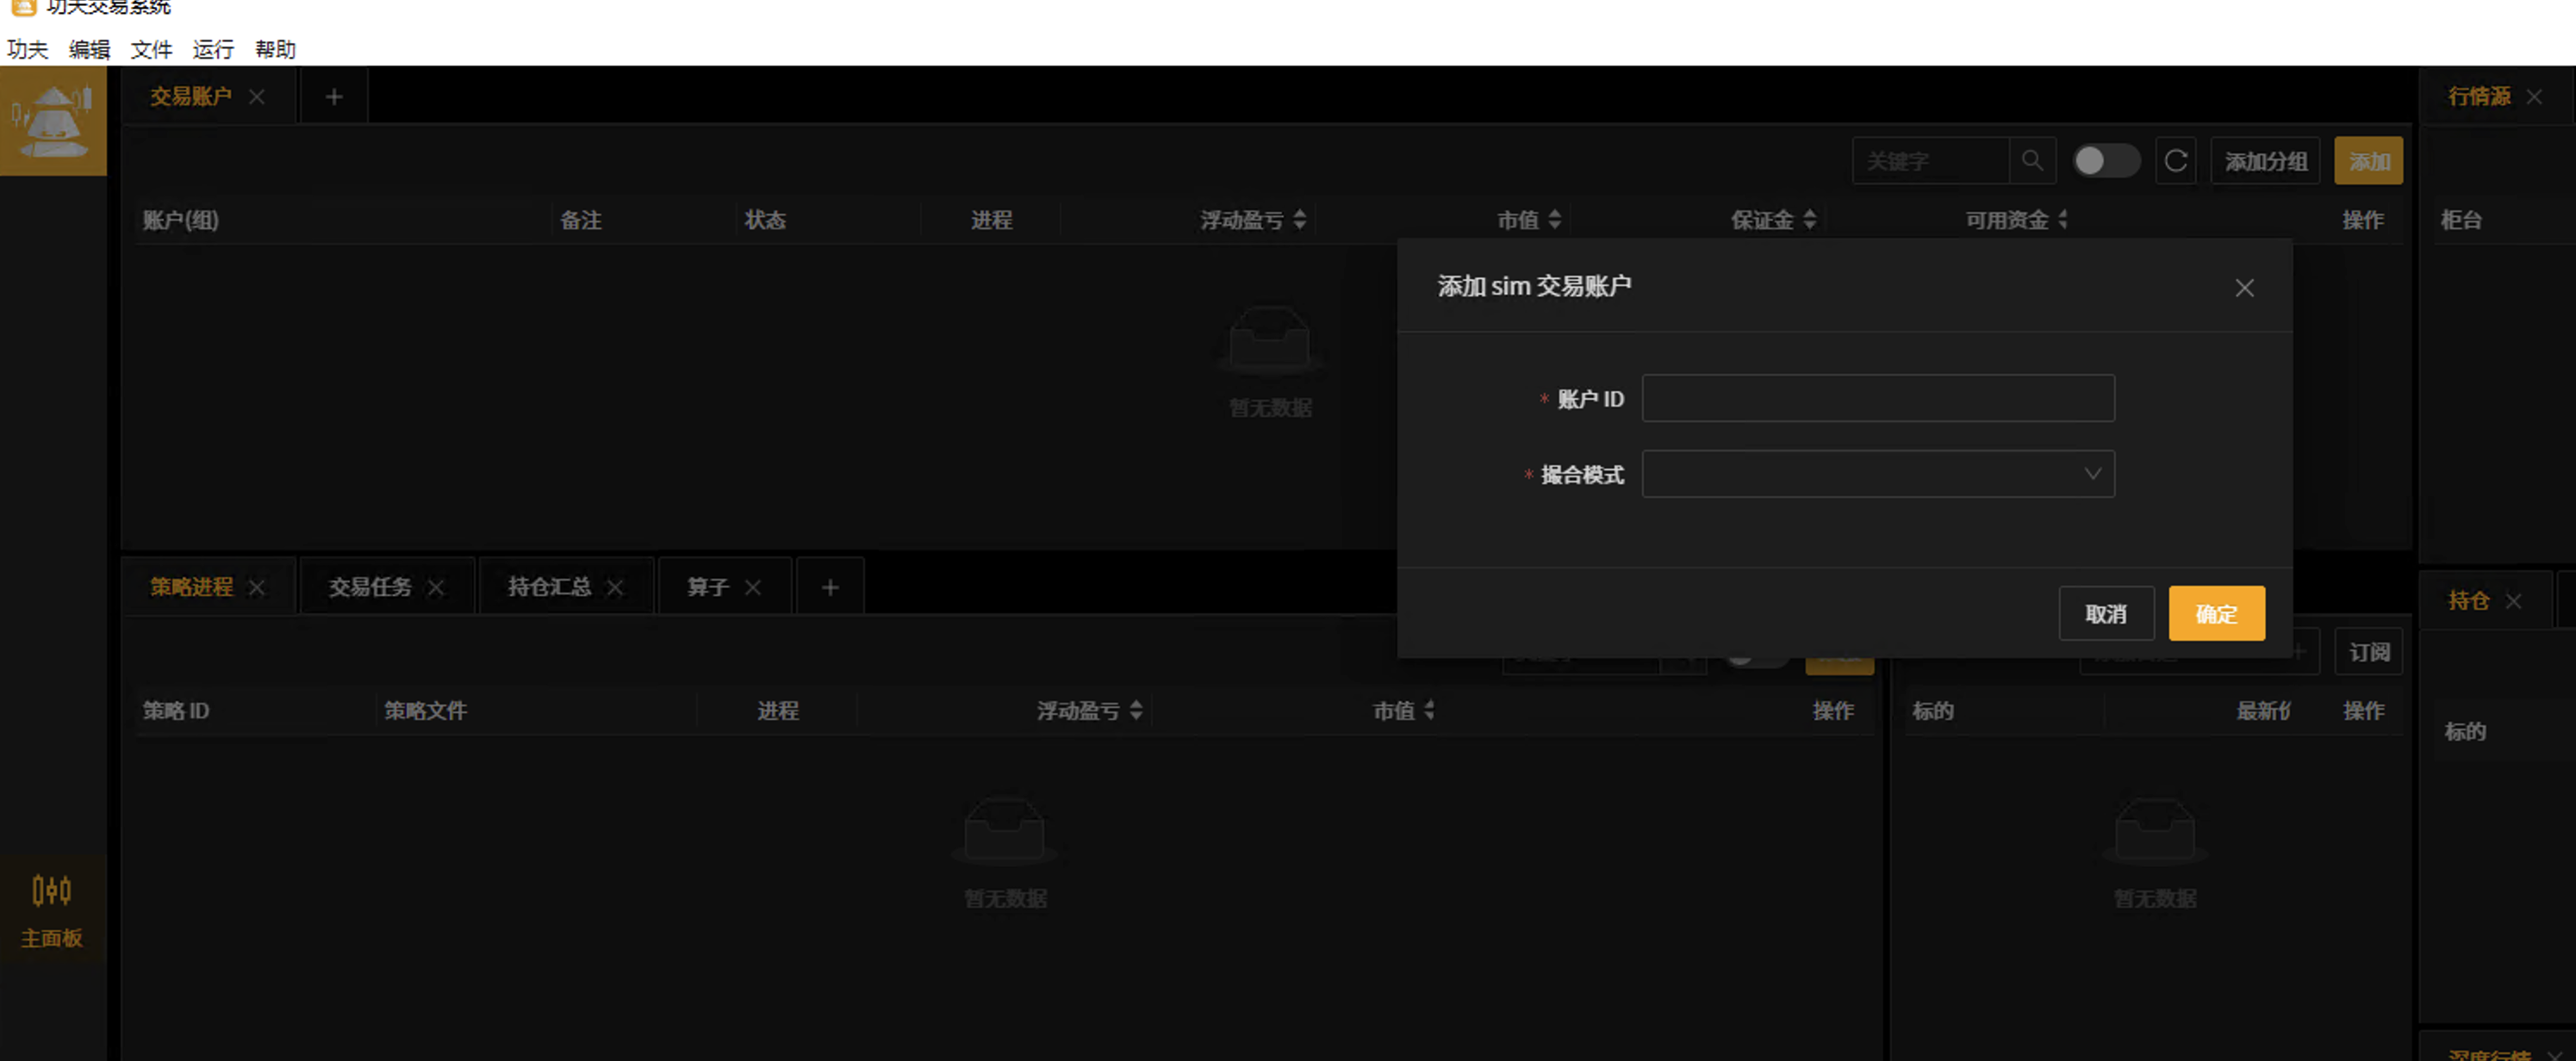 功夫交易系统
功夫 编辑 文件 运行 帮助
交易账户
行情源
关键字
添加分组
添加
账户(组) 备注 状态 进程 浮动盈亏 市值 保证金 可用资金 操作
柜台
暂无数据
添加 sim 交易账户
* 账户 ID
* 撮合模式
取消
确定
策略进程 交易任务 持仓汇总 算子
持仓
订阅
策略 ID 策略文件 进程 浮动盈亏 市值 操作
标的 最新价 操作
标的
暂无数据
暂无数据
主面板
深度行情